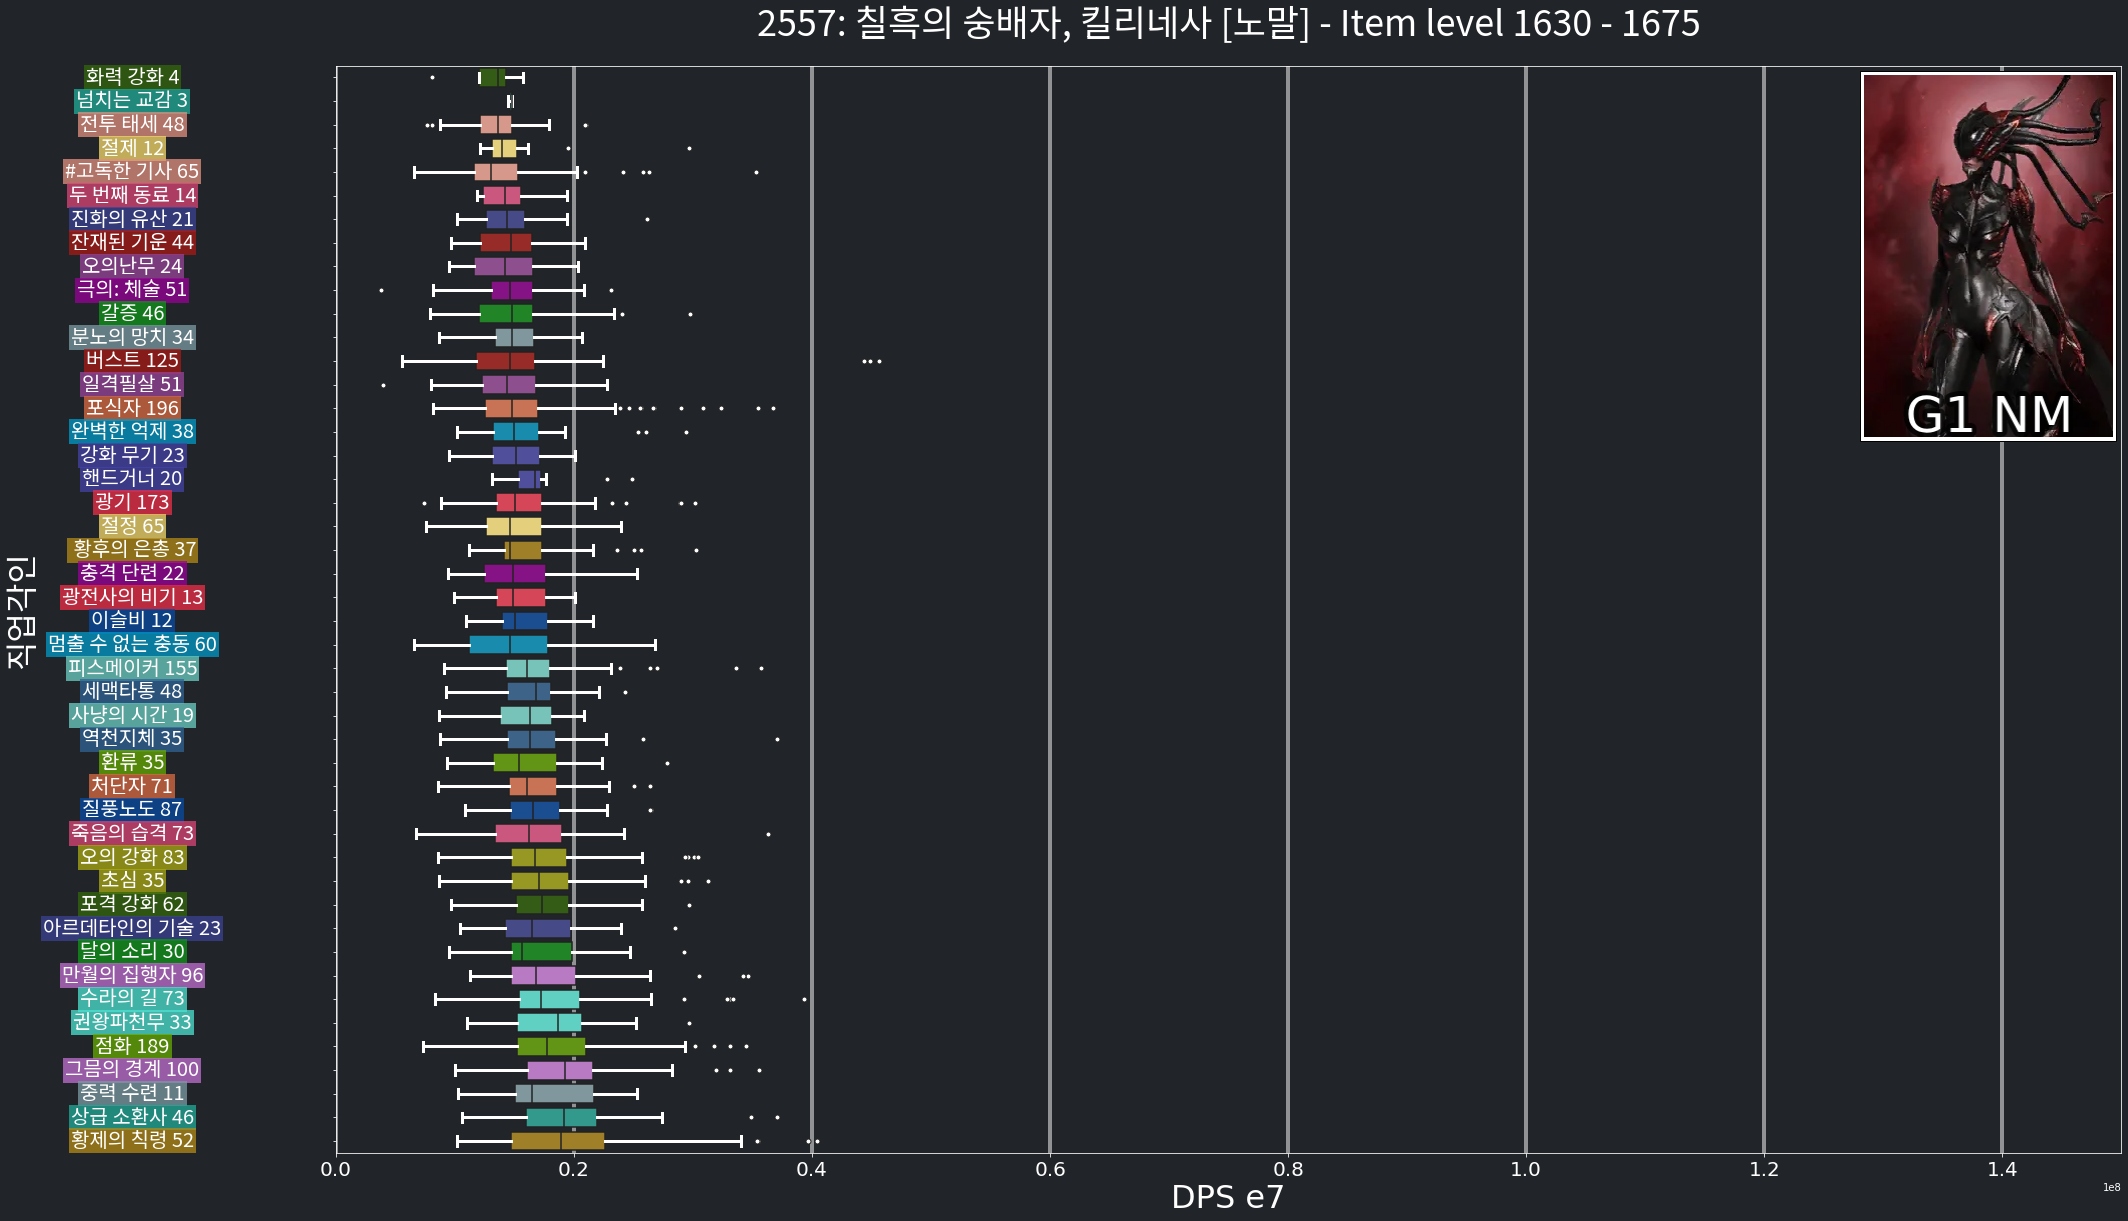 2557: 칠흑의 숭배자, 킬리네사 [노말] - Item level 1630 - 1675
화력 강화 4
넘치는 교감 3
전투 태세 48
절제 12
#고독한 기사 65
두 번째 동료 14
진화의 유산 21
잔재된 기운 44
오의난무 24
극의: 체술 51
갈증 46
분노의 망치 34
버스트 125
일격필살 51
포식자 196
완벽한 억제 38
강화 무기 23
핸드거너 20
광기 173
절정 65
황후의 은총 37
충격 단련 22
광전사의 비기 13
이슬비 12
멈출 수 없는 충동 60
피스메이커 155
세맥타통 48
사냥의 시간 19
역천지체 35
환류 35
처단자 71
질풍노도 87
죽음의 습격 73
오의 강화 83
초심 35
포격 강화 62
아르데타인의 기술 23
달의 소리 30
만월의 집행자 96
수라의 길 73
권왕파천무 33
점화 189
그믐의 경계 100
중력 수련 11
상급 소환사 46
황제의 칙령 52
직업각인
G1 NM
0.0 0.2 0.4 0.6 0.8 1.0 1.2 1.4
1e8
DPS e7